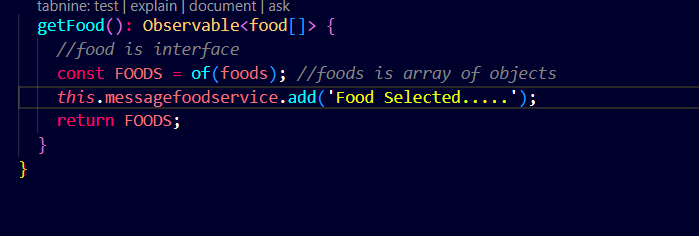 tabnine: test | explain | document | ask
getFood(): Observable<food[]> {
//food is interface
const FOODS = of(foods); //foods is array of objects
this.messagefoodservice.add('Food Selected.....');
return FOODS;
}
}